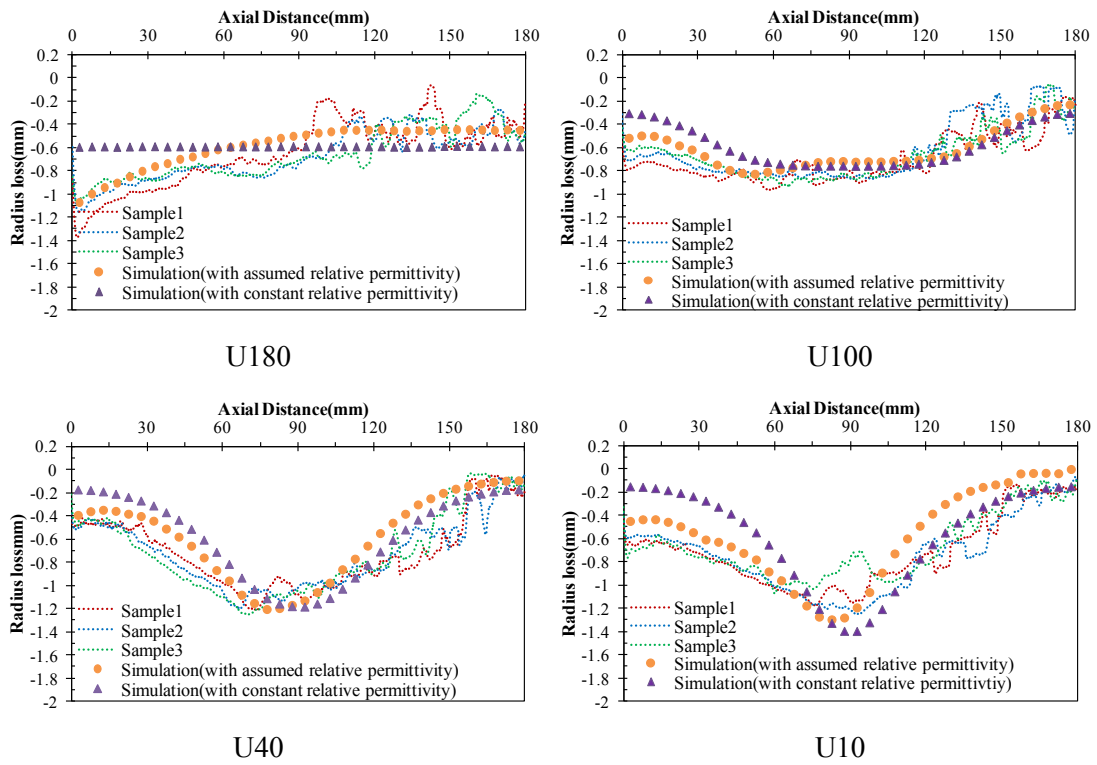 Axial Distance(mm)
0 30 60 90 120 150 180
0.2
0
-0.2
-0.4
-0.6
-0.8
-1
-1.2
-1.4
-1.6
-1.8
-2
Radius loss(mm)
Sample1
Sample2
Sample3
Simulation(with assumed relative permittivity)
Simulation(with constant relative permittivity)
U180
Axial Distance(mm)
0 30 60 90 120 150 180
0.2
0
-0.2
-0.4
-0.6
-0.8
-1
-1.2
-1.4
-1.6
-1.8
-2
Radius loss(mm)
Sample1
Sample2
Sample3
Simulation(with assumed relative permittivity
Simulation(with constant relative permittivity)
U100
Axial Distance(mm)
0 30 60 90 120 150 180
0.2
0
-0.2
-0.4
-0.6
-0.8
-1
-1.2
-1.4
-1.6
-1.8
-2
Radius lossmm)
Sample1
Sample2
Sample3
Simulation(with assumed relative permittivity)
Simulation(with constant relative permittivity)
U40
Axial Distance(mm)
0 30 60 90 120 150 180
0.2
0
-0.2
-0.4
-0.6
-0.8
-1
-1.2
-1.4
-1.6
-1.8
-2
Radius loss(mm)
Sample1
Sample2
Sample3
Simulation(with assumed relative permittivity)
Simulation(with constant relative permittivtiy)
U10